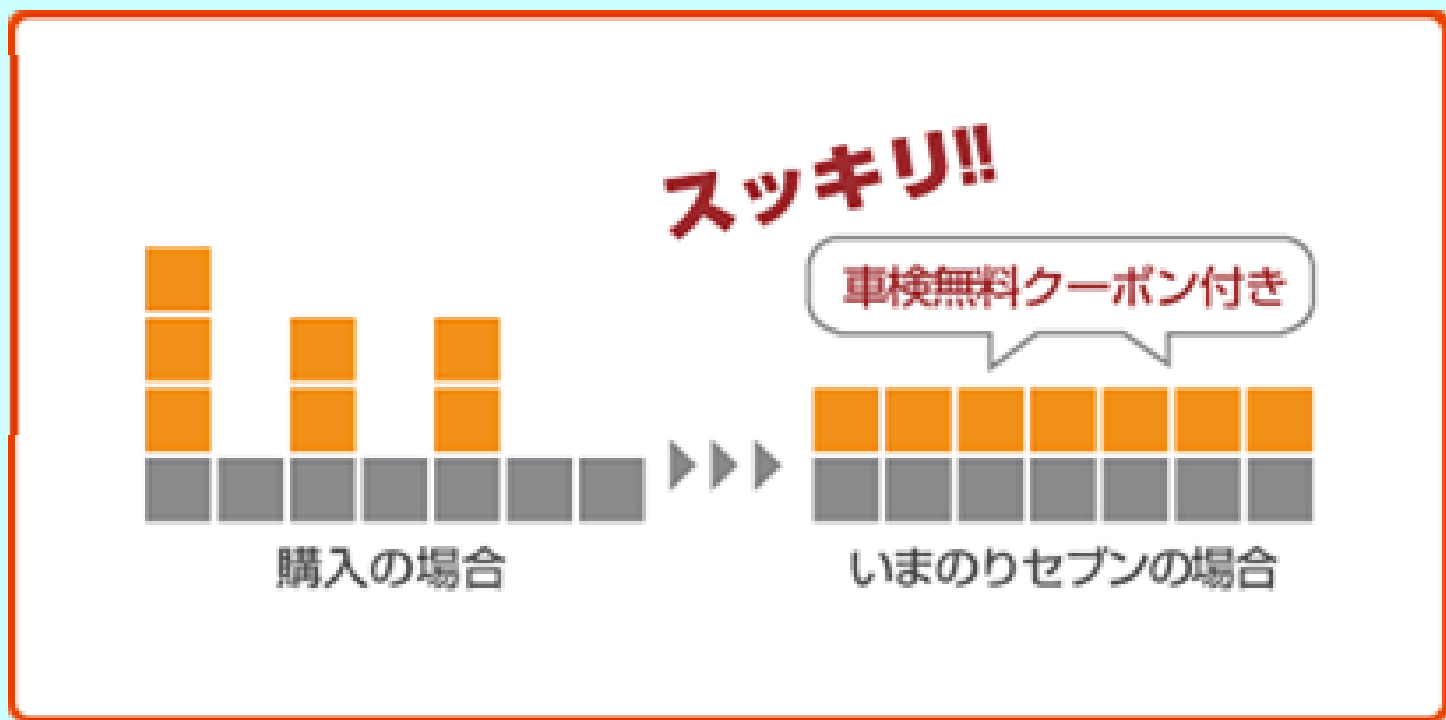 スッキリ!!
車検無料クーポン付き
購入の場合
いまのりセブンの場合